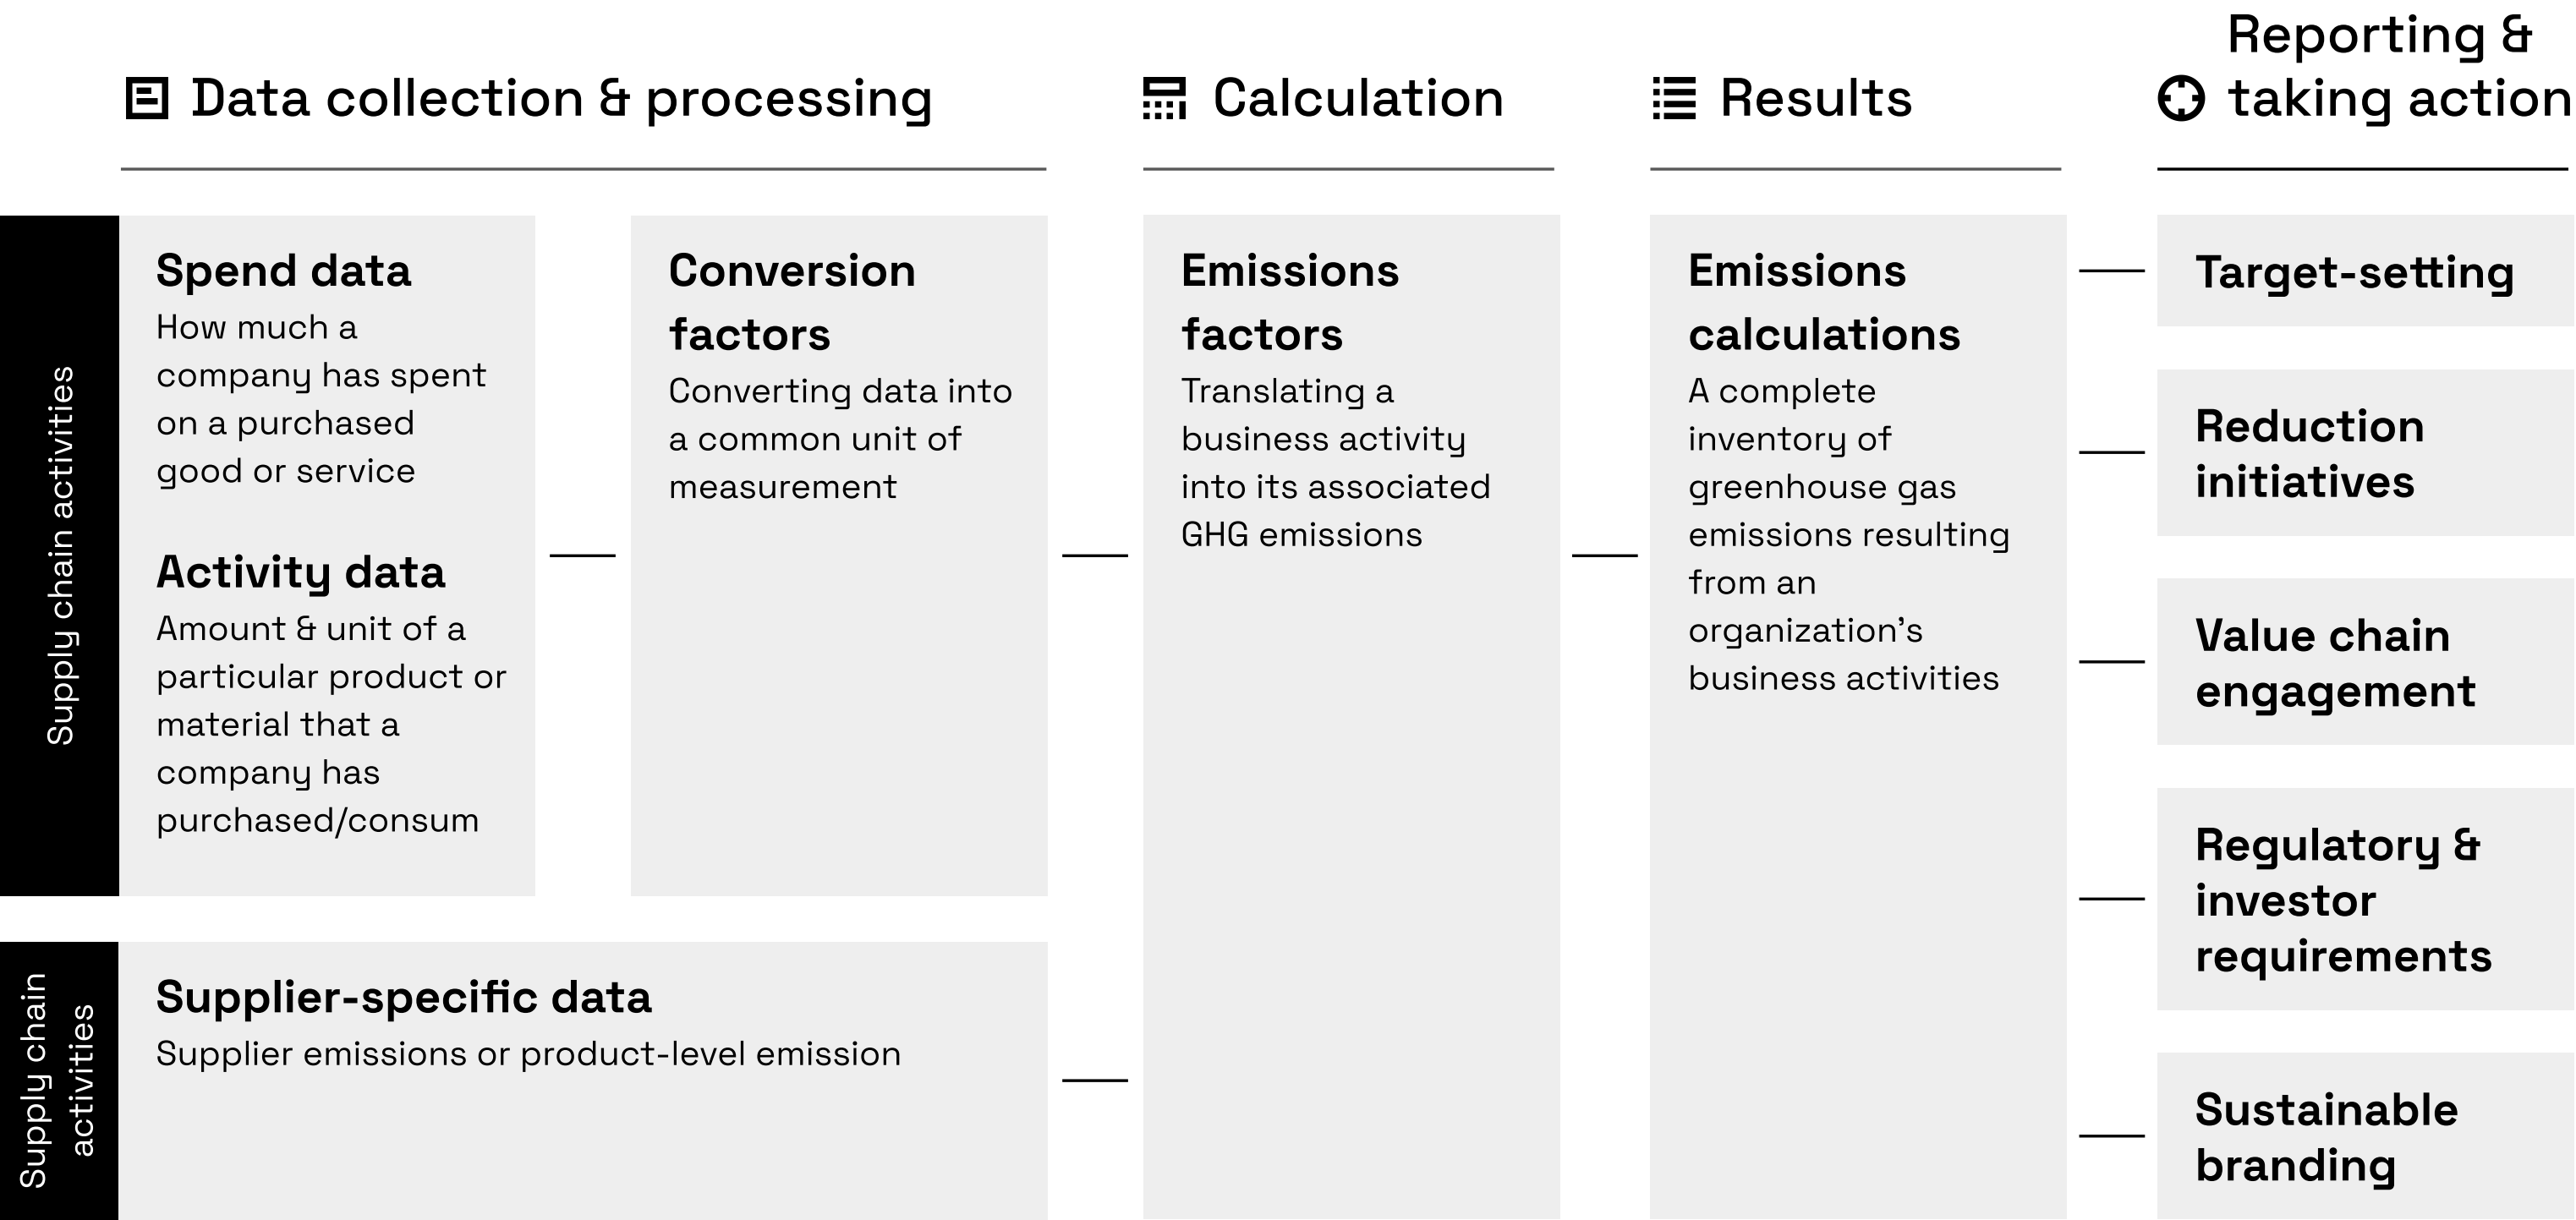 Data collection & processing
Calculation
Results
Reporting &
taking action
Supply chain activities
Spend data
How much a
company has spent
on a purchased
good or service
Activity data
Amount & unit of a
particular product or
material that a
company has
purchased/consum
Conversion
factors
Converting data into
a common unit of
measurement
Emissions
factors
Translating a
business activity
into its associated
GHG emissions
Emissions
calculations
A complete
inventory of
greenhouse gas
emissions resulting
from an
organization’s
business activities
Target-setting
Reduction
initiatives
Value chain
engagement
Regulatory &
investor
requirements
Sustainable
branding
Supply chain
activities
Supplier-specific data
Supplier emissions or product-level emission